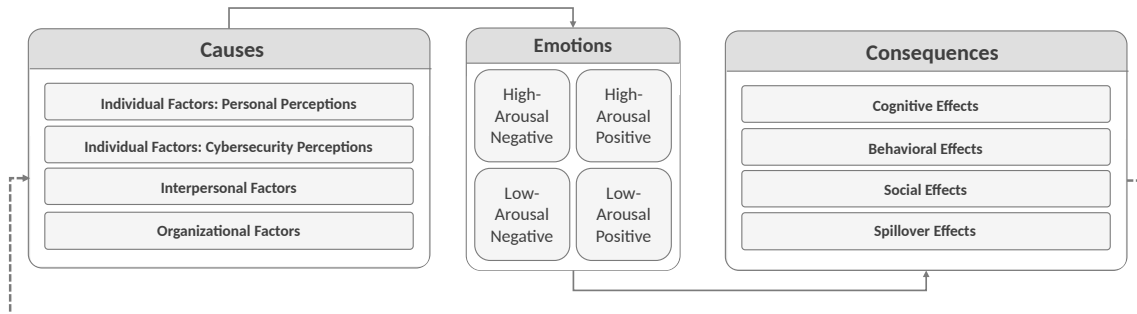 Causes
Individual Factors: Personal Perceptions
Individual Factors: Cybersecurity Perceptions
Interpersonal Factors
Organizational Factors
Emotions
High-
Arousal
Negative
High-
Arousal
Positive
Low-
Arousal
Negative
Low-
Arousal
Positive
Consequences
Cognitive Effects
Behavioral Effects
Social Effects
Spillover Effects